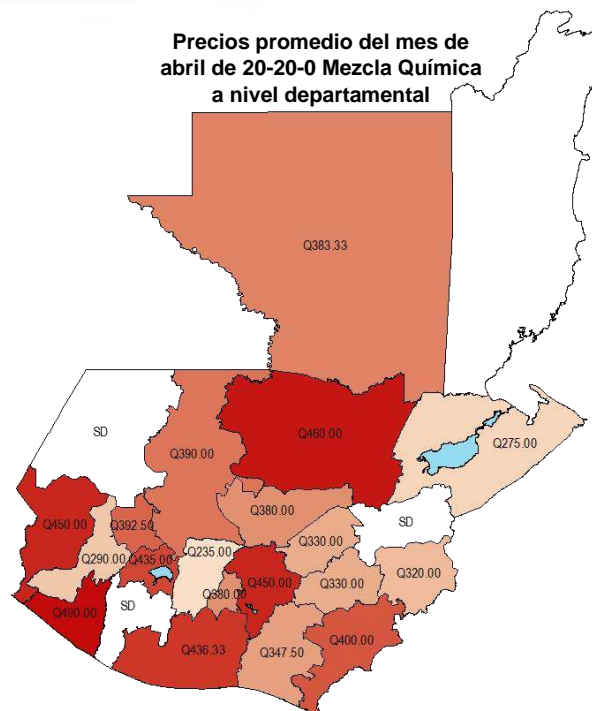 Precios promedio del mes de
abril de 20-20-0 Mezcla Química
a nivel departamental
Q383.33
SD
Q460.00
Q390.00
Q275.00
Q450.00
Q392.50
Q380.00
SD
Q330.00
Q235.00
Q290.00
Q435.00
Q320.00
Q330.00
Q450.00
Q380.00
SD
Q490.00
Q400.00
Q436.33
Q347.50